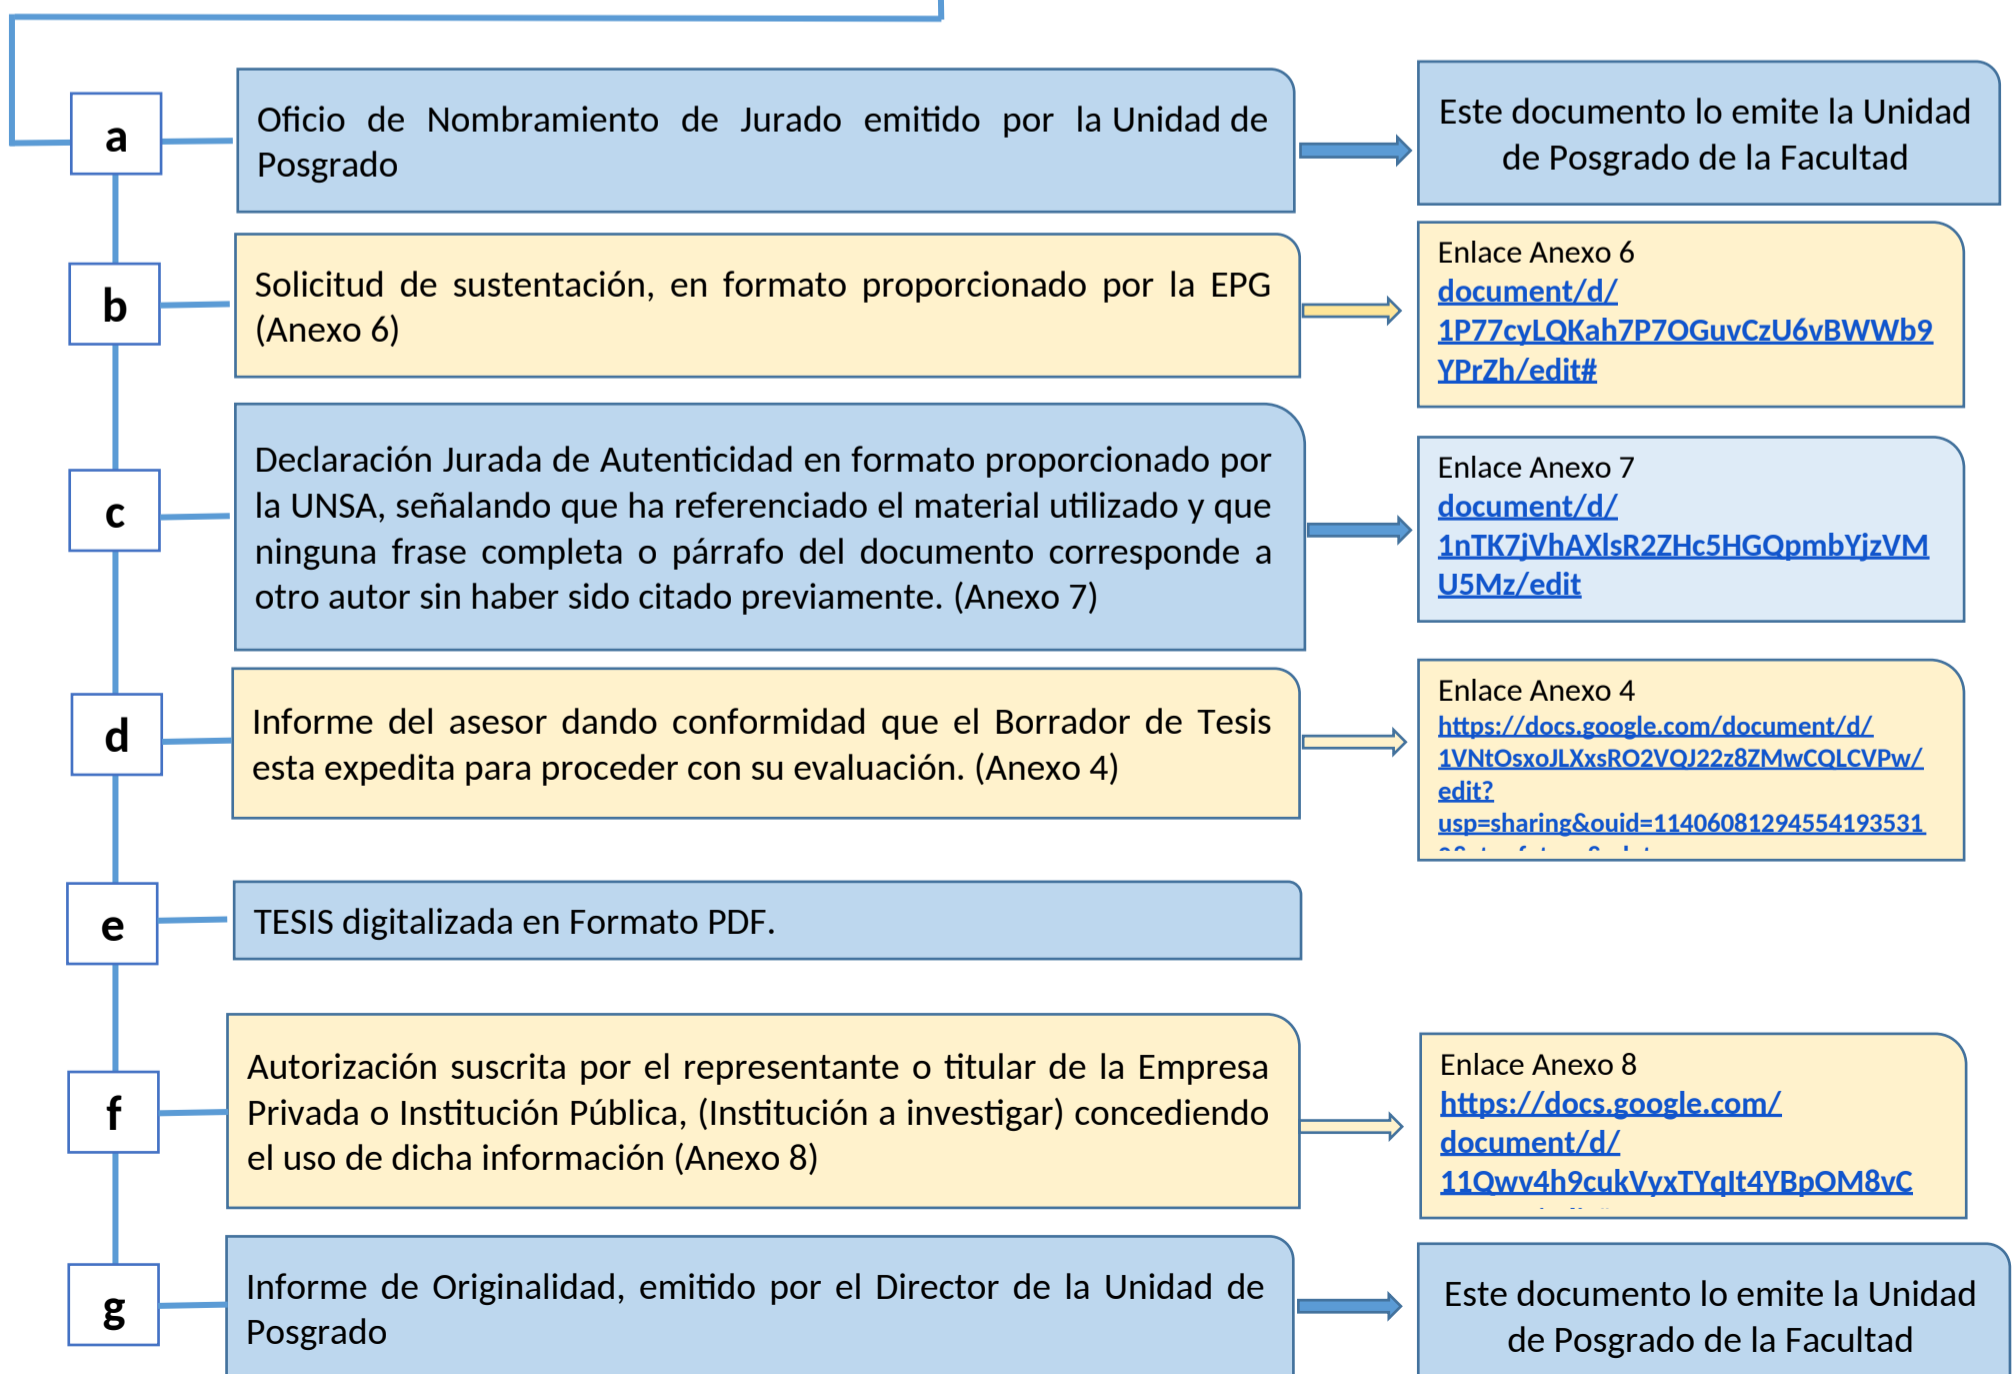 a
Oficio de Nombramiento de Jurado emitido por la Unidad de
Posgrado
Este documento lo emite la Unidad
de Posgrado de la Facultad
b
Solicitud de sustentación, en formato proporcionado por la EPG
(Anexo 6)
Enlace Anexo 6
document/d/
1P77cyLQKah7P7OGuvCzU6vBWWb9
YPrZh/edit#
c
Declaración Jurada de Autenticidad en formato proporcionado por
la UNSA, señalando que ha referenciado el material utilizado y que
ninguna frase completa o párrafo del documento corresponde a
otro autor sin haber sido citado previamente. (Anexo 7)
Enlace Anexo 7
document/d/
1nTK7jVhAXlsR2ZHc5HGQpmbYjzVM
U5Mz/edit
d
Informe del asesor dando conformidad que el Borrador de Tesis
esta expedita para proceder con su evaluación. (Anexo 4)
Enlace Anexo 4
https://docs.google.com/document/d/
1VNtOsxoJLXxsRO2VQJ22z8ZMwCQLCVPw/
edit?
usp=sharing&ouid=11406081294554193531
e
TESIS digitalizada en Formato PDF.
f
Autorización suscrita por el representante o titular de la Empresa
Privada o Institución Pública, (Institución a investigar) concediendo
el uso de dicha información (Anexo 8)
Enlace Anexo 8
https://docs.google.com/
document/d/
11Qwv4h9cukVyxTYqIt4YBpOM8vC
g
Informe de Originalidad, emitido por el Director de la Unidad de
Posgrado
Este documento lo emite la Unidad
de Posgrado de la Facultad